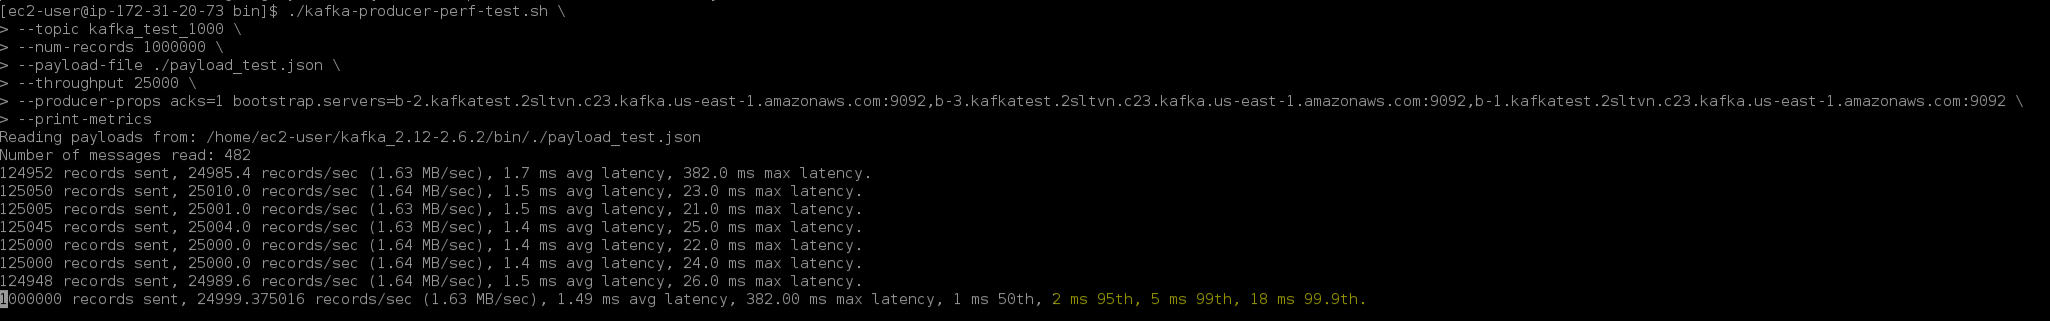 [ec2-user@ip-172-31-20-73 bin]$ ./kafka-producer-perf-test.sh \
> --topic kafka_test_1000 \
> --num-records 1000000 \
> --payload-file ./payload_test.json \
> --throughput 25000 \
> --producer-props acks=1 bootstrap.servers=b-2.kafkatest.2sltvn.c23.kafka.us-east-1.amazonaws.com:9092,b-3.kafkatest.2sltvn.c23.kafka.us-east-1.amazonaws.com:9092,b-1.kafkatest.2sltvn.c23.kafka.us-east-1.amazonaws.com:9092 \
> --print-metrics
Reading payloads from: /home/ec2-user/kafka_2.12-2.6.2/bin/./payload_test.json
Number of messages read: 482
124952 records sent, 24985.4 records/sec (1.63 MB/sec), 1.7 ms avg latency, 382.0 ms max latency.
125050 records sent, 25010.0 records/sec (1.64 MB/sec), 1.5 ms avg latency, 23.0 ms max latency.
125005 records sent, 25001.0 records/sec (1.63 MB/sec), 1.5 ms avg latency, 21.0 ms max latency.
125045 records sent, 25004.0 records/sec (1.63 MB/sec), 1.4 ms avg latency, 25.0 ms max latency.
125000 records sent, 25000.0 records/sec (1.64 MB/sec), 1.4 ms avg latency, 22.0 ms max latency.
125000 records sent, 25000.0 records/sec (1.64 MB/sec), 1.4 ms avg latency, 24.0 ms max latency.
124948 records sent, 24989.6 records/sec (1.64 MB/sec), 1.5 ms avg latency, 26.0 ms max latency.
1000000 records sent, 24999.375016 records/sec (1.63 MB/sec), 1.49 ms avg latency, 382.00 ms max latency, 1 ms 50th, 2 ms 95th, 5 ms 99th, 18 ms 99.9th.